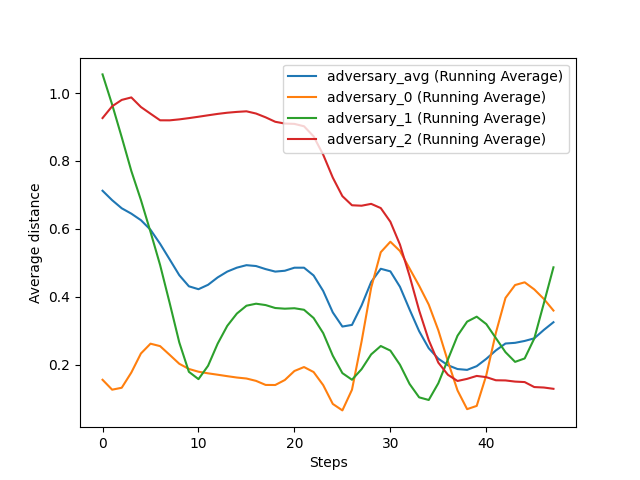 adversary_avg (Running Average)
adversary_0 (Running Average)
adversary_1 (Running Average)
adversary_2 (Running Average)
Average distance
1.0
0.8
0.6
0.4
0.2
0
10
20
30
40
Steps